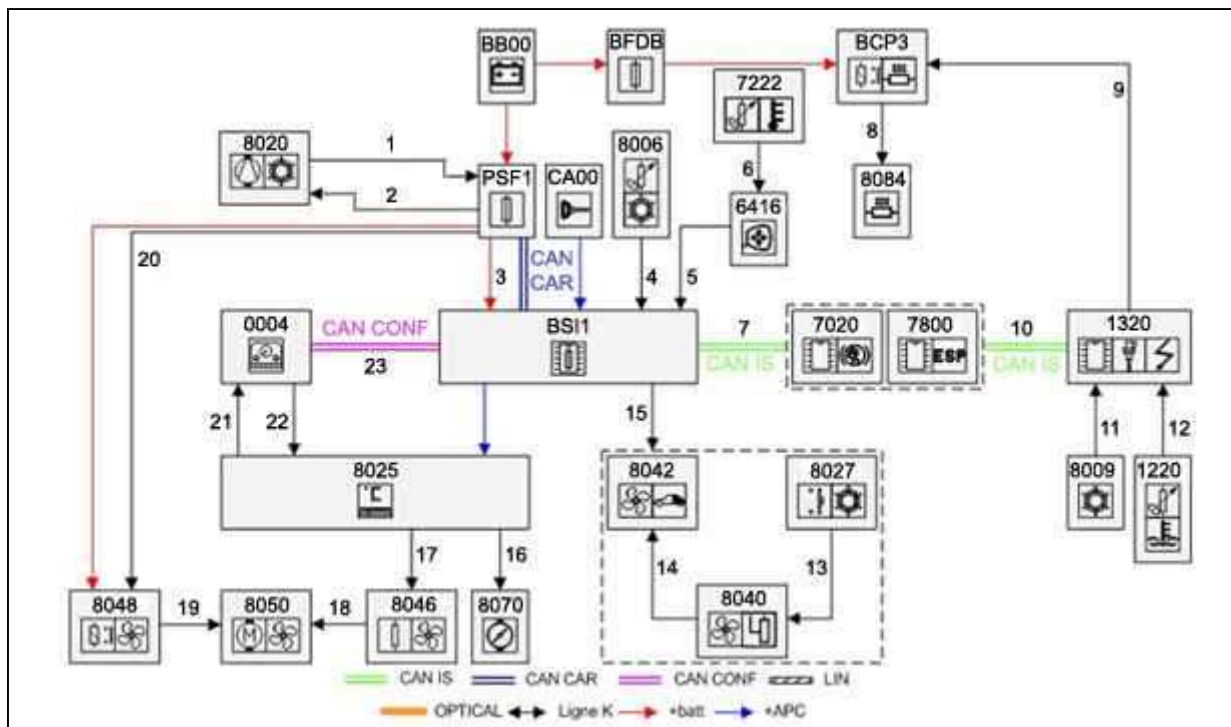 BB00 BFDB BCP3
7222 9
8020 1 8006 8
PSF1 CA00 6 8084
2 6416
20 3 CAN CAR 4 5
0004 CAN CONF BSI1 7 7020 7800 10 1320
23 CAN IS ESP CAN IS
21 22 15 11 12
8025 8042 8027 8009 1220
°C
17 16 14 13
8048 19 8050 18 8046 8070 8040
M
CAN IS CAN CAR CAN CONF LIN
OPTICAL Ligne K +batt +APC